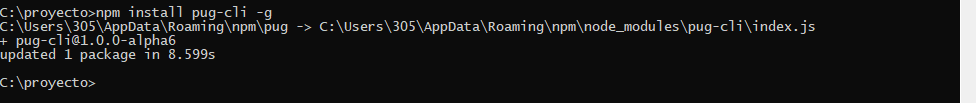 C:\proyecto>npm install pug-cli -g
C:\Users\305\AppData\Roaming\npm\pug -> C:\Users\305\AppData\Roaming\npm\node_modules\pug-cli\index.js
+ pug-cli@1.0.0-alpha6
updated 1 package in 8.599s
C:\proyecto>